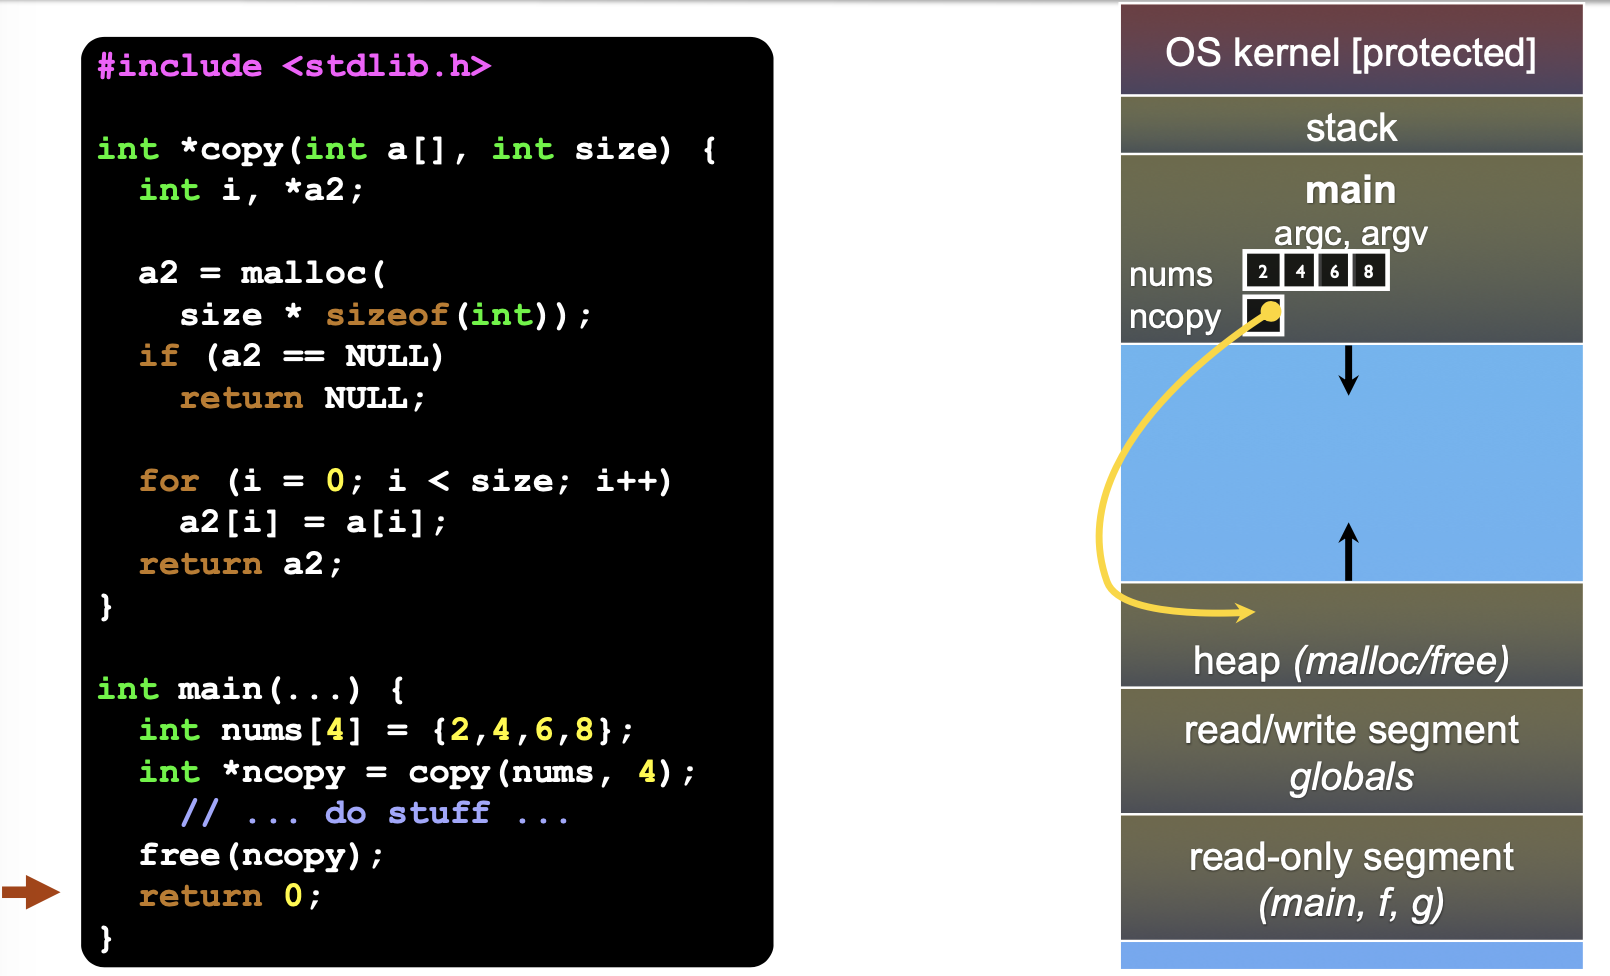 #include <stdlib.h>
int *copy(int a[], int size) {
int i, *a2;
a2 = malloc(
size * sizeof(int));
if (a2 == NULL)
return NULL;
for (i = 0; i < size; i++)
a2[i] = a[i];
return a2;
}
int main(...) {
int nums[4] = {2,4,6,8};
int *ncopy = copy(nums, 4);
// ... do stuff ...
free(ncopy);
return 0;
}
OS kernel [protected]
stack
main
argc, argv
nums 2 4 6 8
ncopy
heap (malloc/free)
read/write segment
globals
read-only segment
(main, f, g)